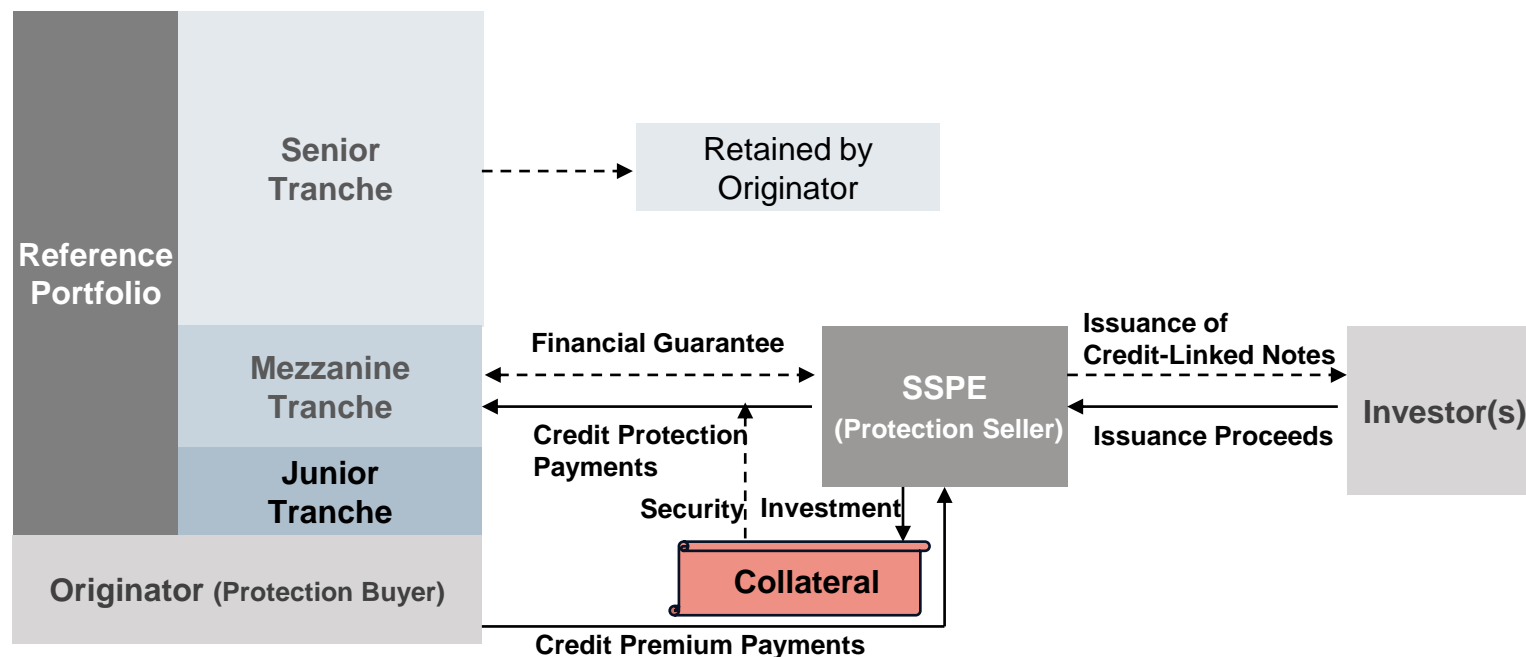 Senior
Tranche
Retained by
Originator
Reference
Portfolio
Mezzanine
Tranche
Financial Guarantee
Credit Protection
Payments
SSPE
(Protection Seller)
Issuance of
Credit-Linked Notes
Issuance Proceeds
Investor(s)
Junior
Tranche
Security
Investment
Collateral
Originator (Protection Buyer)
Credit Premium Payments